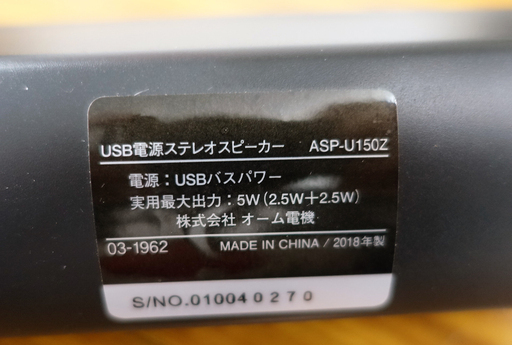 USB電源ステレオスピーカー ASP-U150Z
電源：USBバスパワー
実用最大出力：5W（2.5W＋2.5W）
株式会社 オーム電機
03-1962 MADE IN CHINA / 2018年製
S/NO.010040270